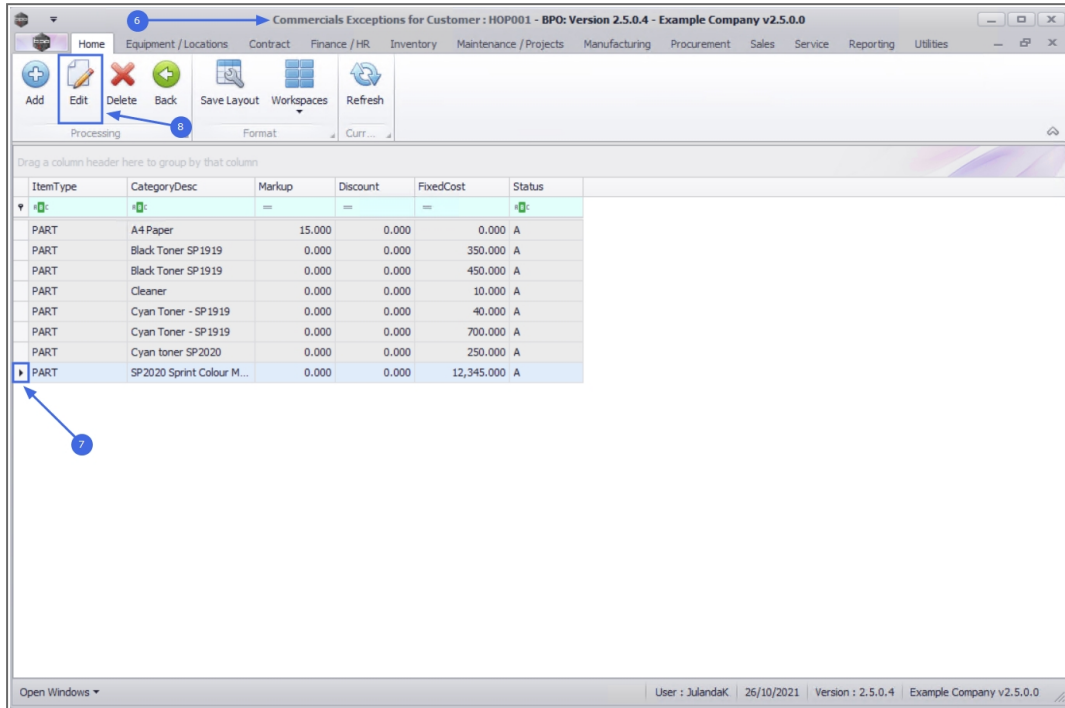 6
Commercials Exceptions for Customer : HOP001 - BPO: Version 2.5.0.4 - Example Company v2.5.0.0
Home Equipment / Locations Contract Finance / HR Inventory Maintenance / Projects Manufacturing Procurement Sales Service Reporting Utilities
Add Edit Delete Back Save Layout Workspaces Refresh
8
Processing Format Curr...
Drag a column header here to group by that column
ItemType CategoryDesc Markup Discount FixedCost Status
= = =
PART A4 Paper 15.000 0.000 0.000 A
PART Black Toner SP1919 0.000 0.000 350.000 A
PART Black Toner SP1919 0.000 0.000 450.000 A
PART Cleaner 0.000 0.000 10.000 A
PART Cyan Toner - SP1919 0.000 0.000 40.000 A
PART Cyan Toner - SP1919 0.000 0.000 700.000 A
PART Cyan toner SP2020 0.000 0.000 250.000 A
PART SP2020 Sprint Colour M... 0.000 0.000 12,345.000 A
7
Open Windows User : JulandaK 26/10/2021 Version : 2.5.0.4 Example Company v2.5.0.0